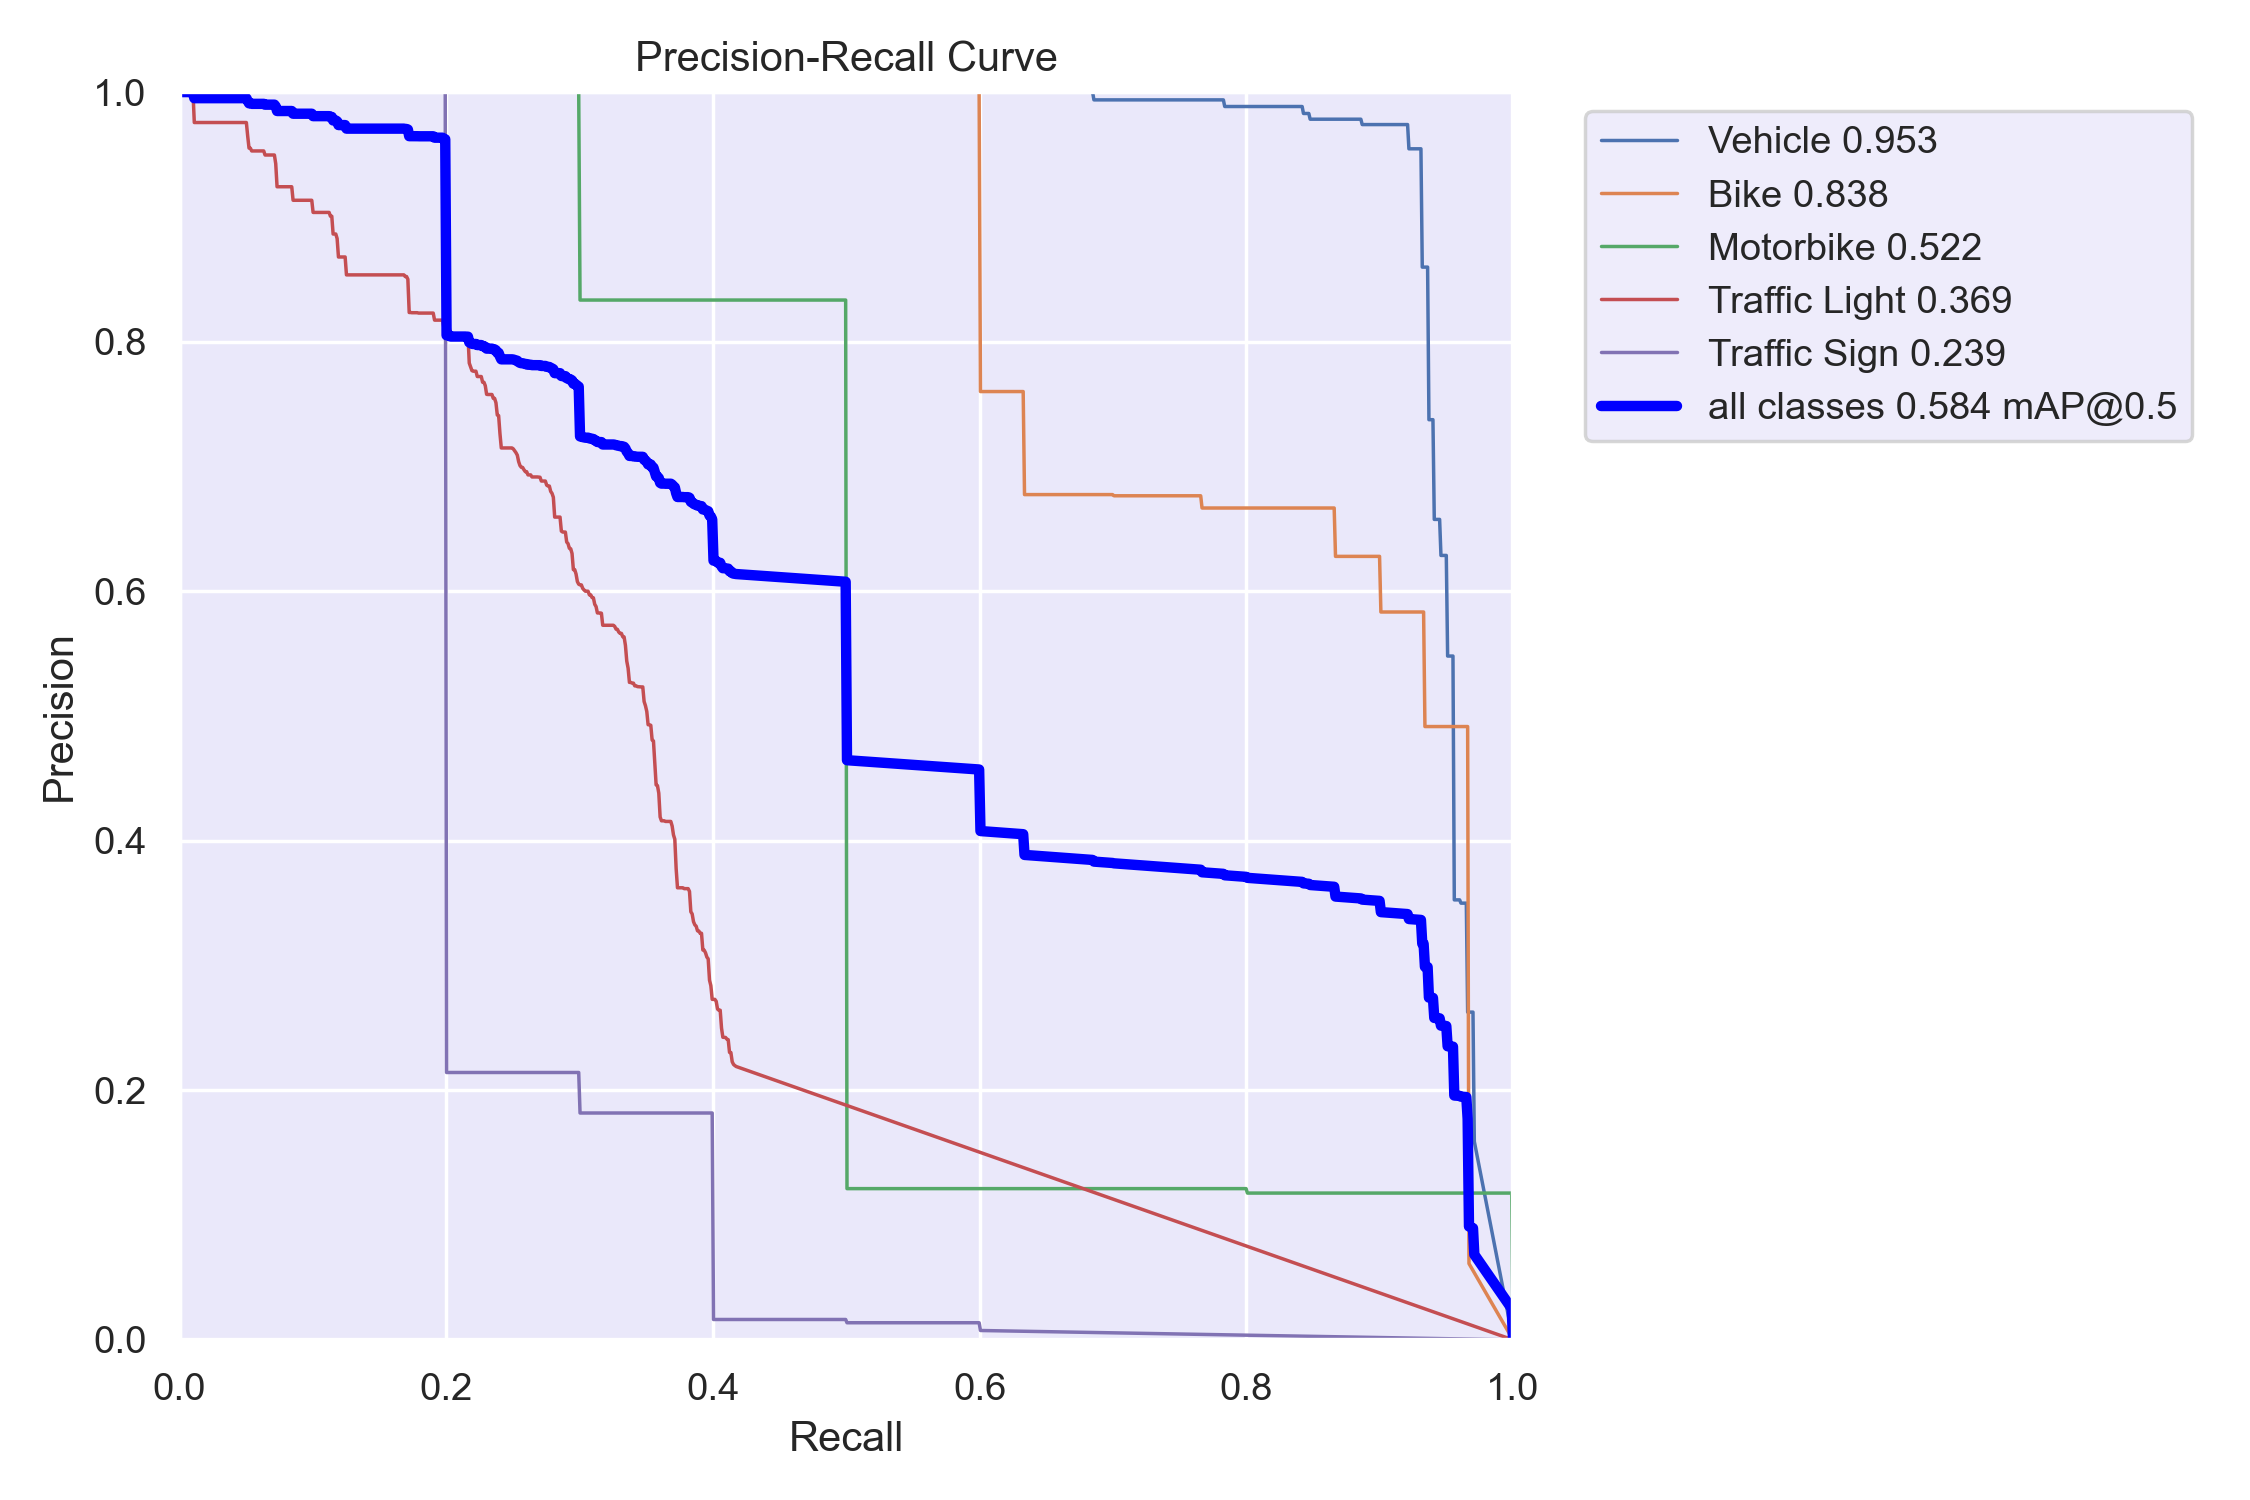 Precision-Recall Curve
1.0
0.8
0.6
0.4
0.2
0.0
Precision
0.0 0.2 0.4 0.6 0.8 1.0
Recall
Vehicle 0.953
Bike 0.838
Motorbike 0.522
Traffic Light 0.369
Traffic Sign 0.239
all classes 0.584 mAP@0.5